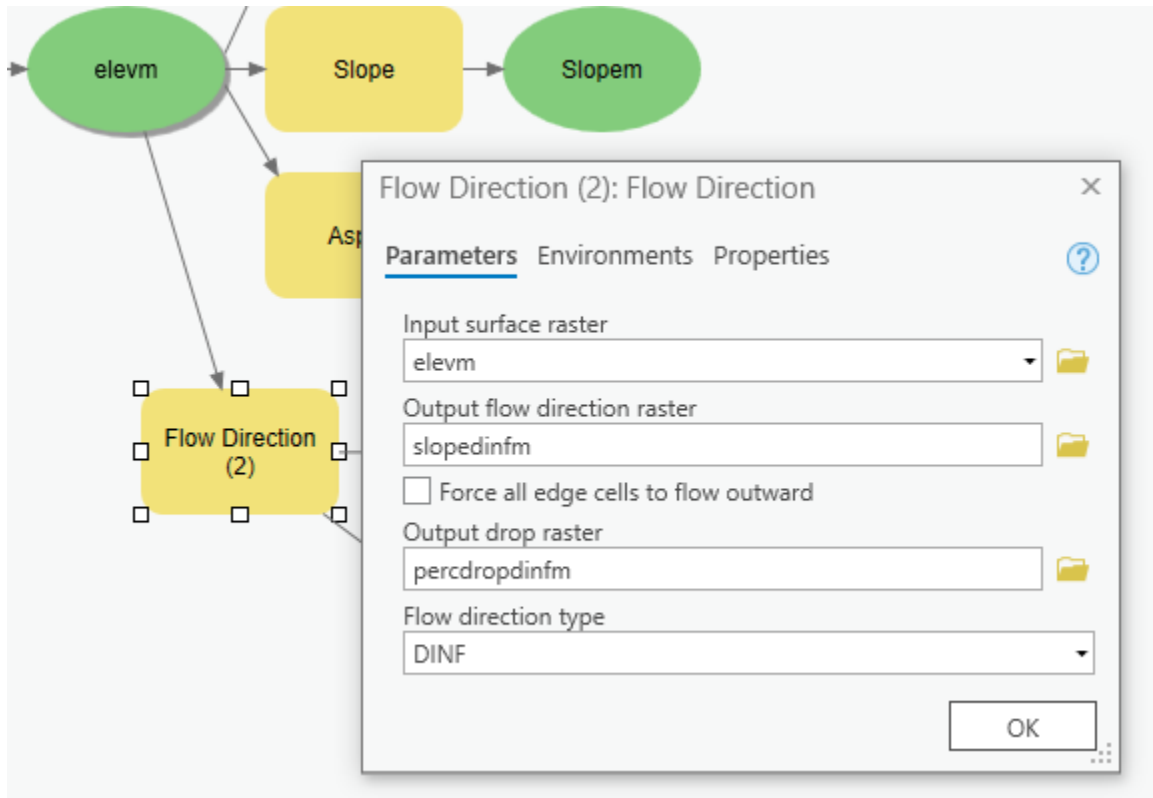 elevm
Slope
Slopem
Asp
Flow Direction (2): Flow Direction
Parameters Environments Properties
Input surface raster
elevm
Output flow direction raster
slopedinfm
Force all edge cells to flow outward
Output drop raster
percdropdinfm
Flow direction type
DINF
OK
Flow Direction
(2)